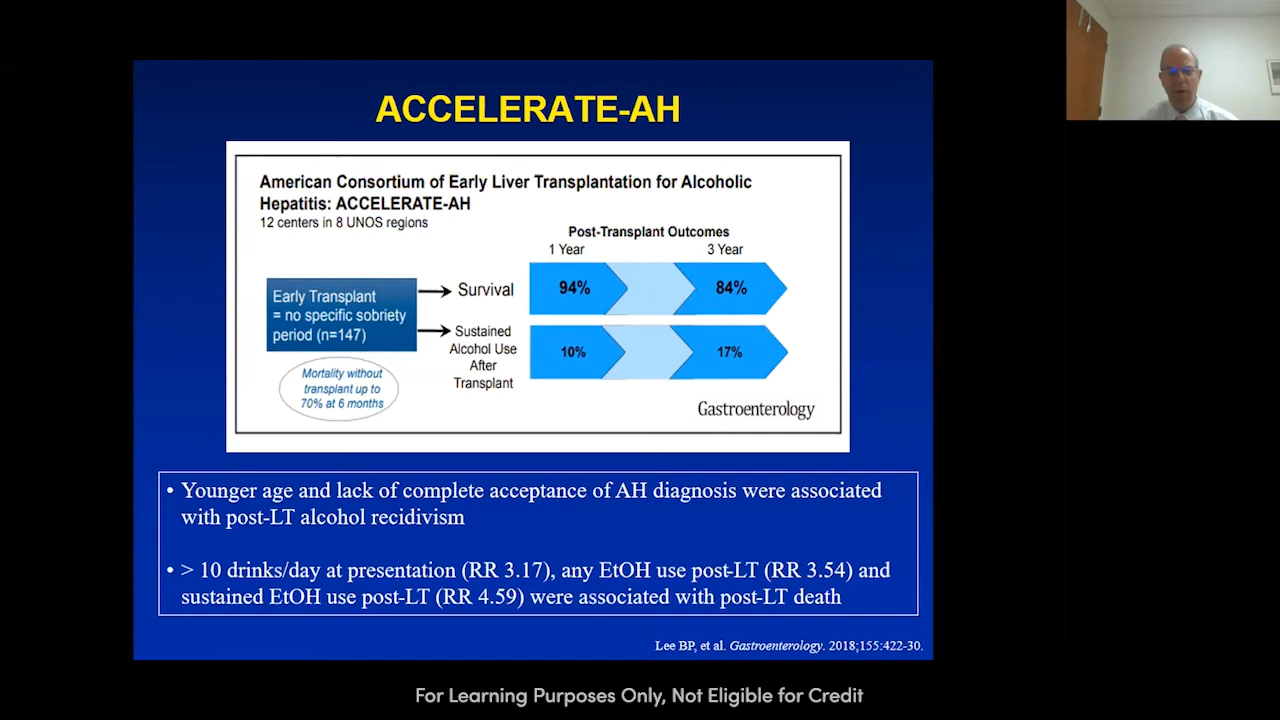 ACCELERATE-AH
American Consortium of Early Liver Transplantation for Alcoholic
Hepatitis: ACCELERATE-AH
12 centers in 8 UNOS regions
Post-Transplant Outcomes
1 Year
3 Year
Early Transplant
= no specific sobriety
period (n=147)
Survival
94%
84%
Sustained
Alcohol Use
After
Transplant
10%
17%
Mortality without
transplant up to
70% at 6 months
Gastroenterology
• Younger age and lack of complete acceptance of AH diagnosis were associated
with post-LT alcohol recidivism
• > 10 drinks/day at presentation (RR 3.17), any EtOH use post-LT (RR 3.54) and
sustained EtOH use post-LT (RR 4.59) were associated with post-LT death
Lee BP, et al. Gastroenterology. 2018;155:422-30.
For Learning Purposes Only, Not Eligible for Credit